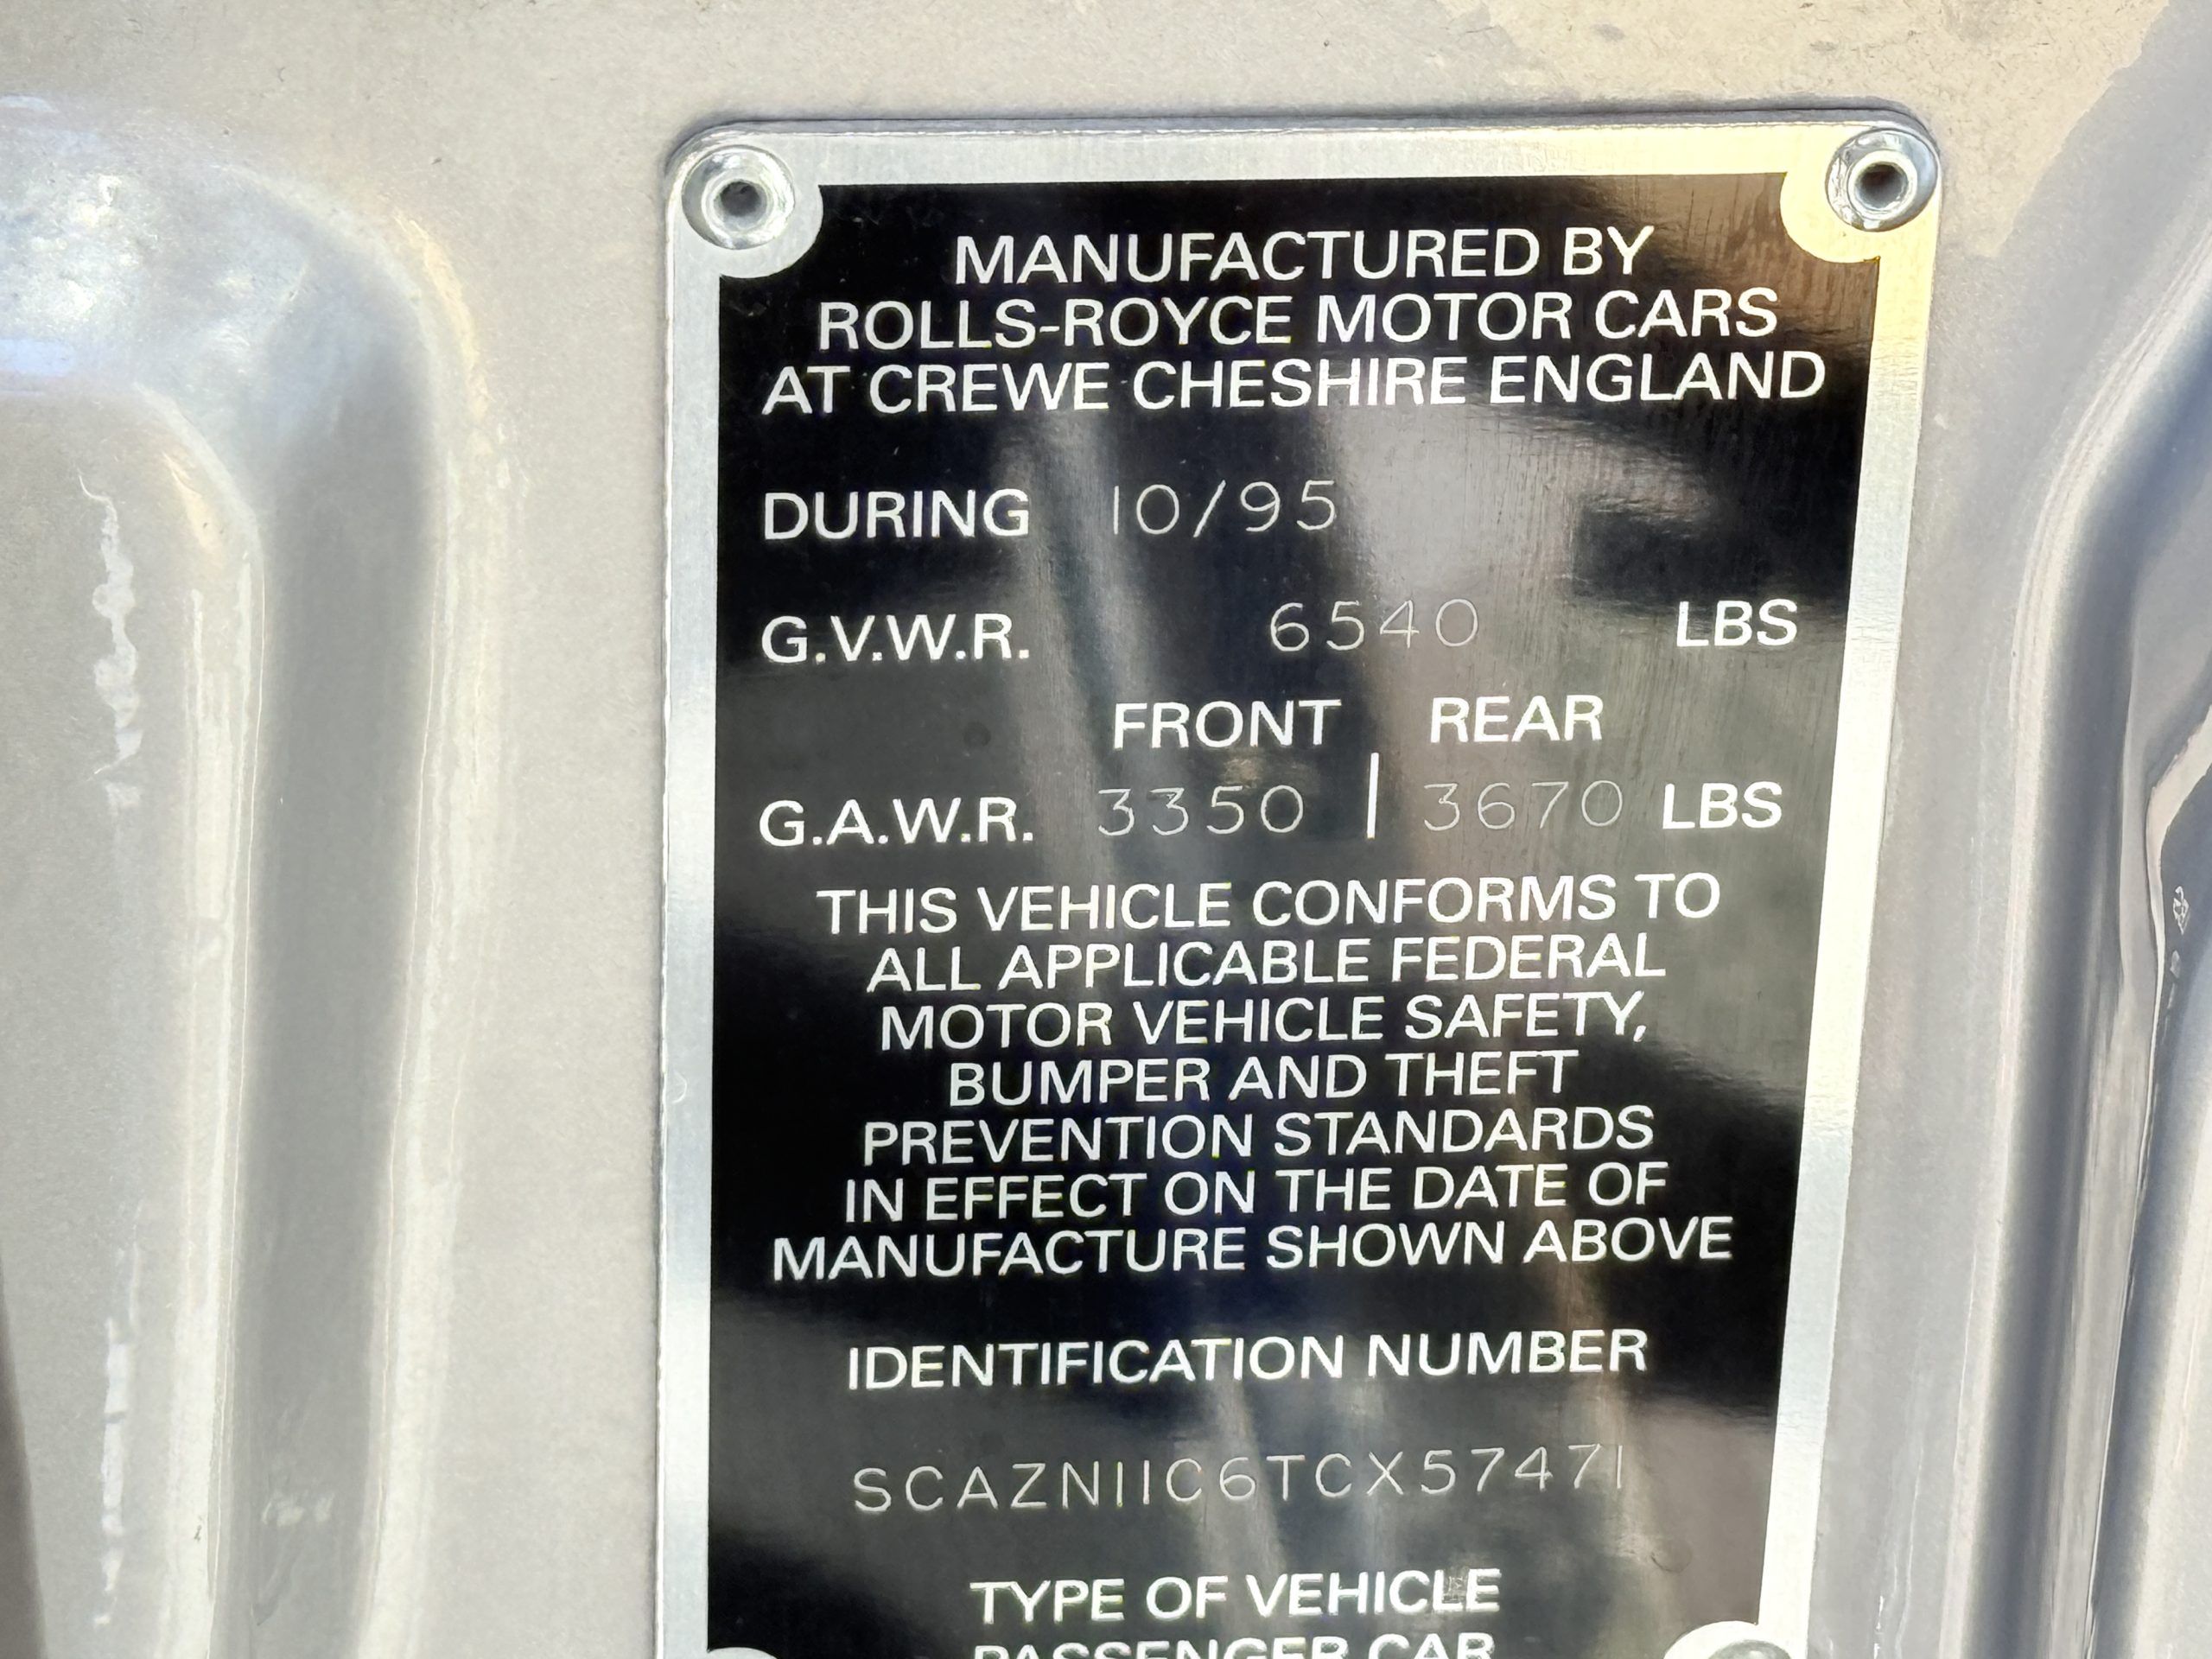 MANUFACTURED BY
ROLLS-ROYCE MOTOR CARS
AT CREWE CHESHIRE ENGLAND
DURING 10/95
G.V.W.R. 6540 LBS
FRONT REAR
G.A.W.R. 3350 | 3670 LBS
THIS VEHICLE CONFORMS TO
ALL APPLICABLE FEDERAL
MOTOR VEHICLE SAFETY,
BUMPER AND THEFT
PREVENTION STANDARDS
IN EFFECT ON THE DATE OF
MANUFACTURE SHOWN ABOVE
IDENTIFICATION NUMBER
SCAZN11C6TCX57471
TYPE OF VEHICLE
PASSENGER CAR